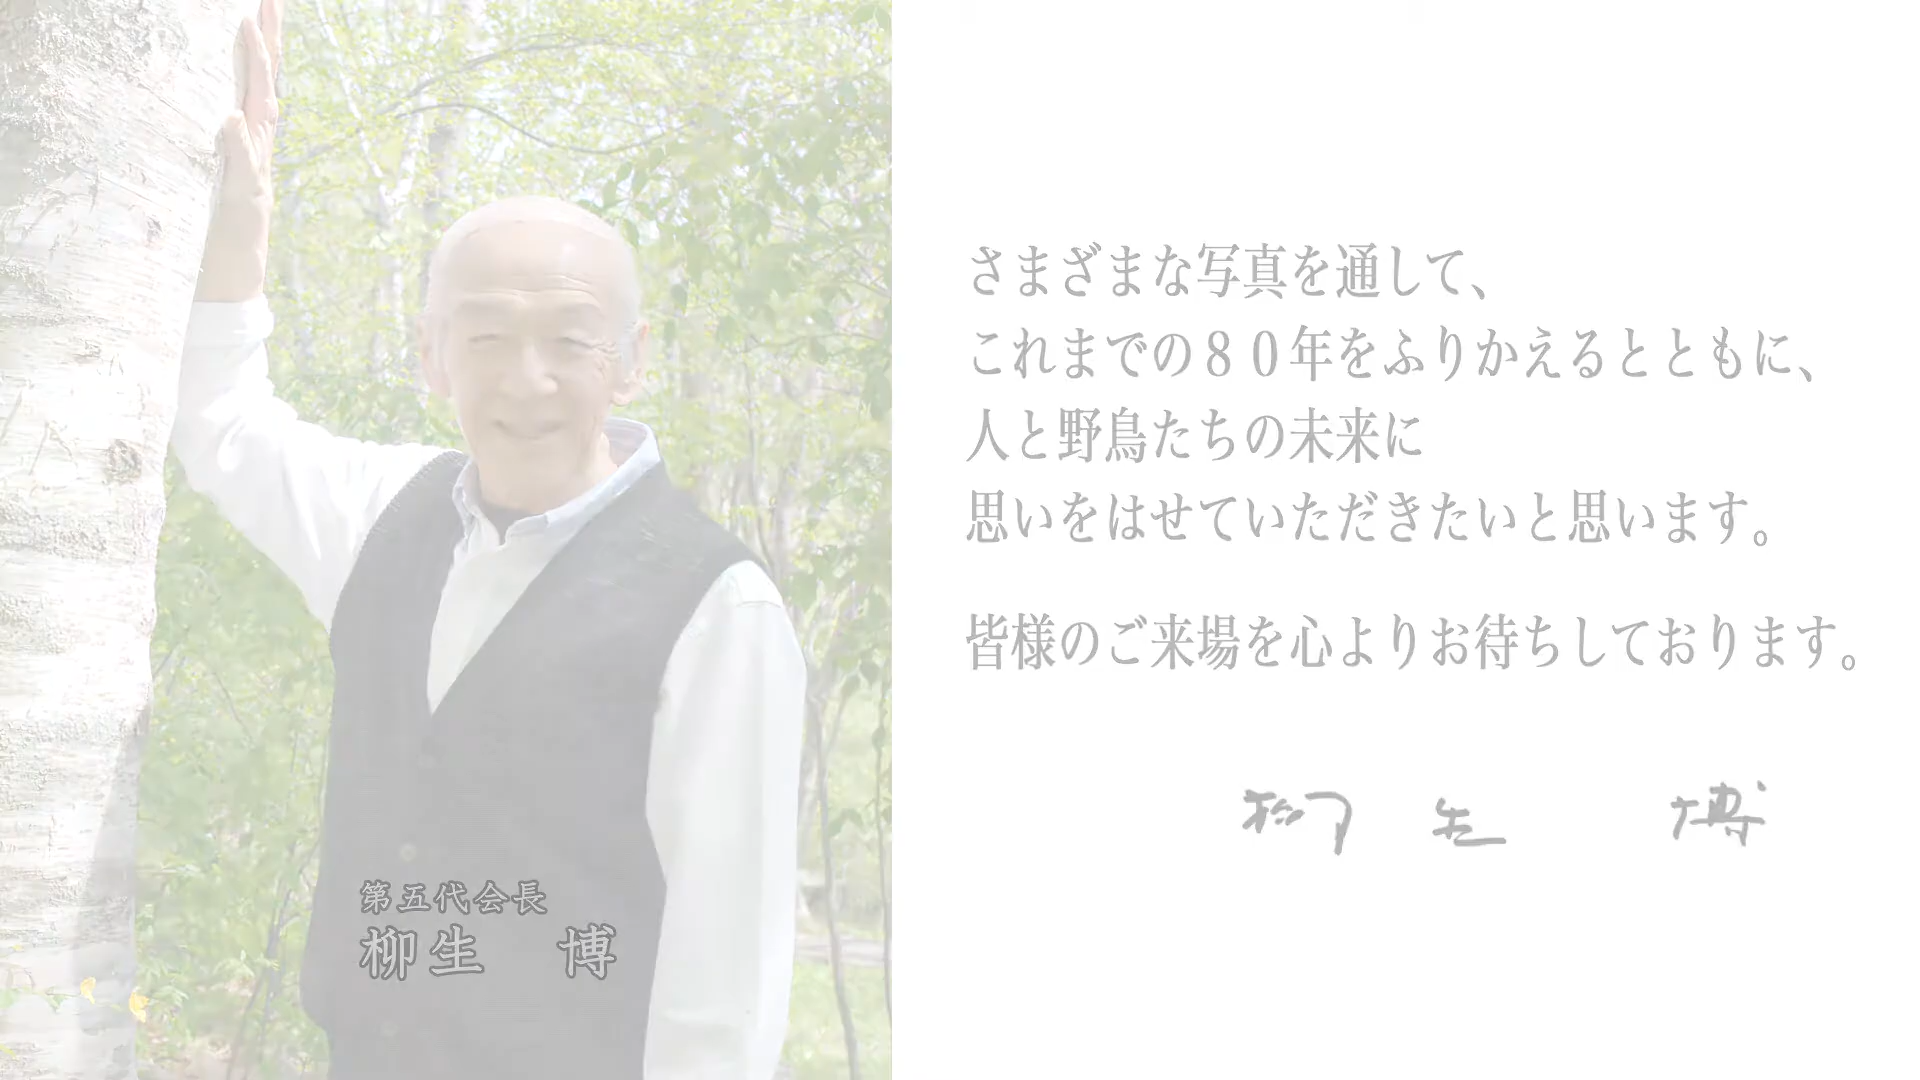 さまざまな写真を通して、
これまでの８０年をふりかえるとともに、
人と野鳥たちの未来に
思いをはせていただきたいと思います。
皆様のご来場を心よりお待ちしております。
柳生　博
第五代会長
柳生　博